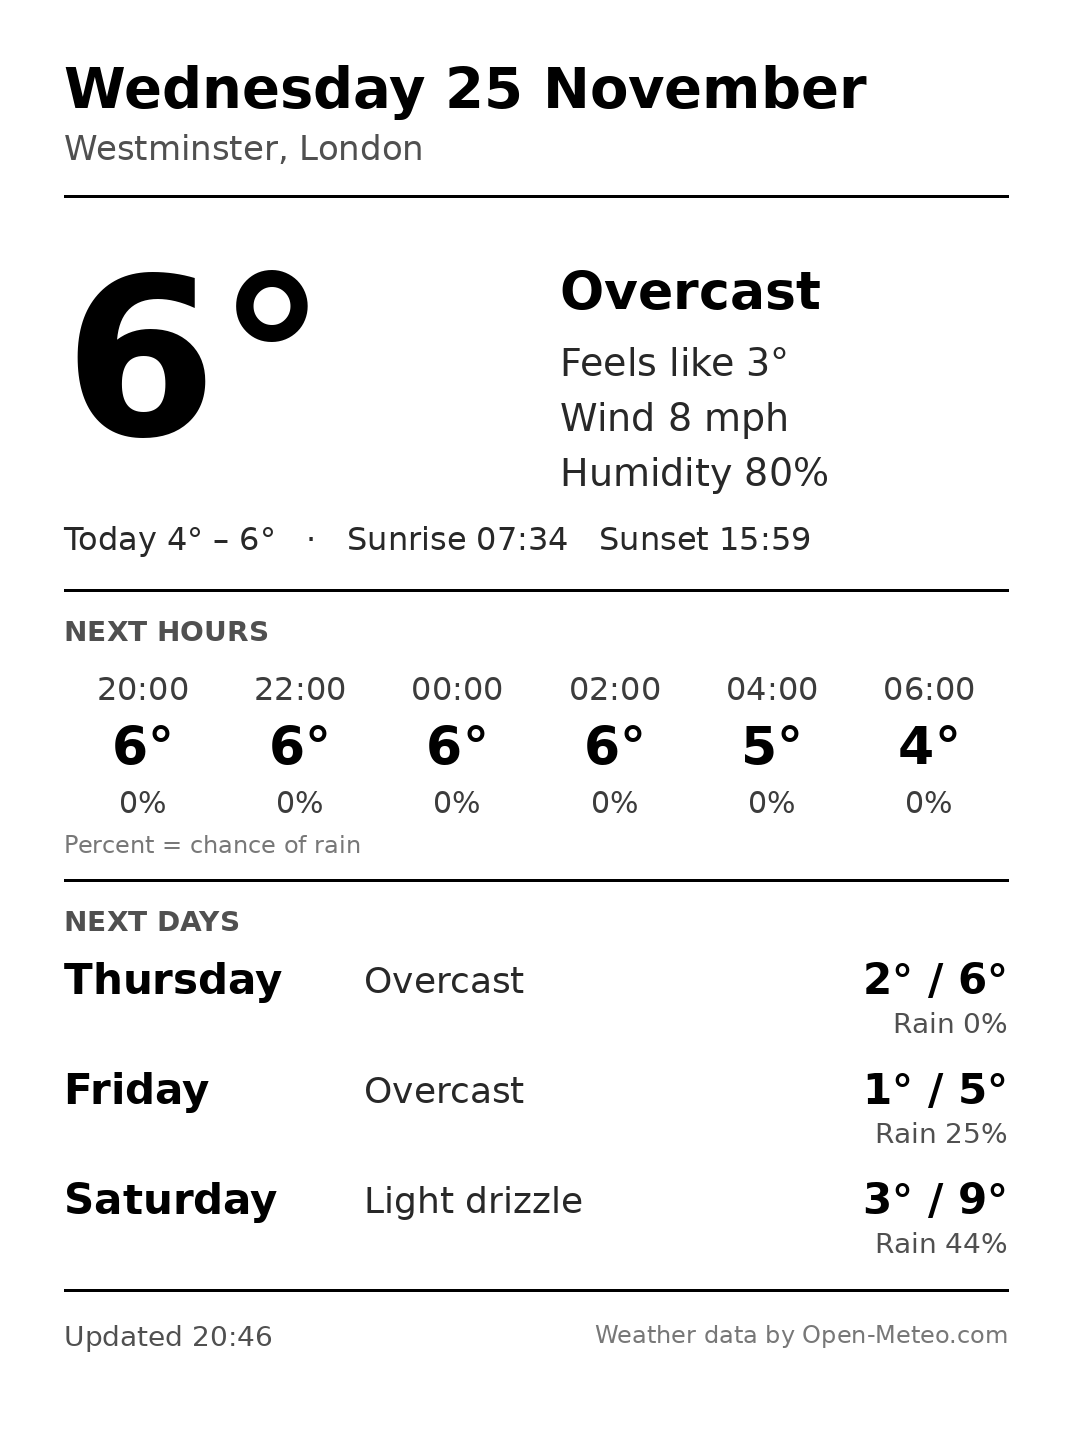 Wednesday 25 November
Westminster, London
6°
Overcast
Feels like 3°
Wind 8 mph
Humidity 80%
Today 4° – 6° · Sunrise 07:34 Sunset 15:59
NEXT HOURS
20:00 22:00 00:00 02:00 04:00 06:00
6° 6° 6° 6° 5° 4°
0% 0% 0% 0% 0% 0%
Percent = chance of rain
NEXT DAYS
Thursday Overcast 2° / 6°
Rain 0%
Friday Overcast 1° / 5°
Rain 25%
Saturday Light drizzle 3° / 9°
Rain 44%
Updated 20:46 Weather data by Open-Meteo.com